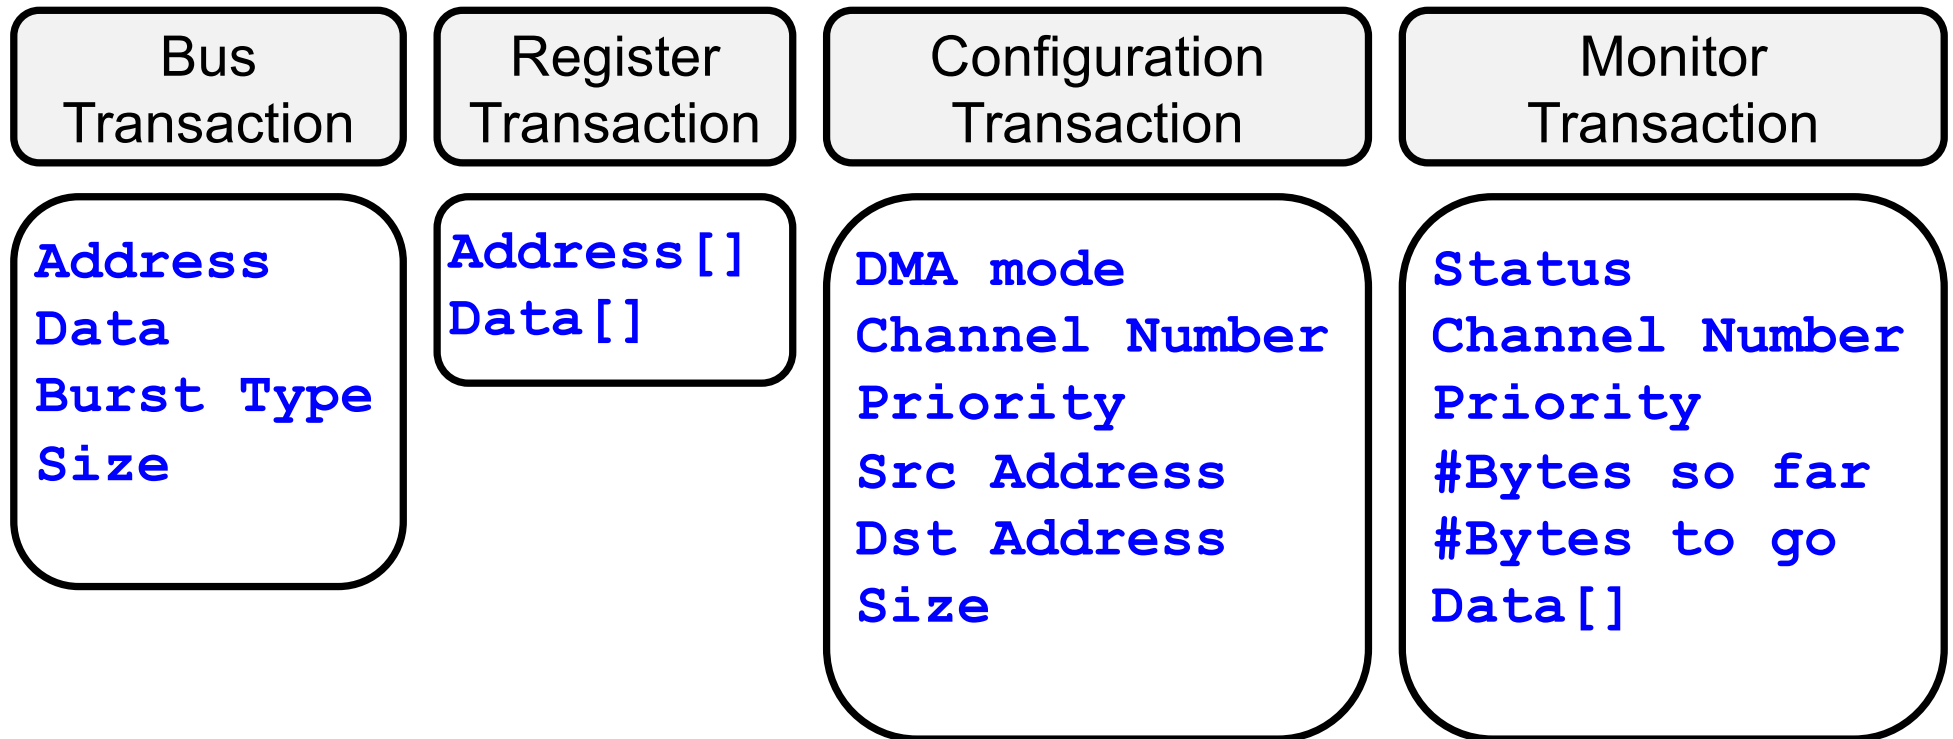 Bus
Transaction
Register
Transaction
Configuration
Transaction
Monitor
Transaction
Address
Data
Burst Type
Size
Address[]
Data[]
DMA mode
Channel Number
Priority
Src Address
Dst Address
Size
Status
Channel Number
Priority
#Bytes so far
#Bytes to go
Data[]